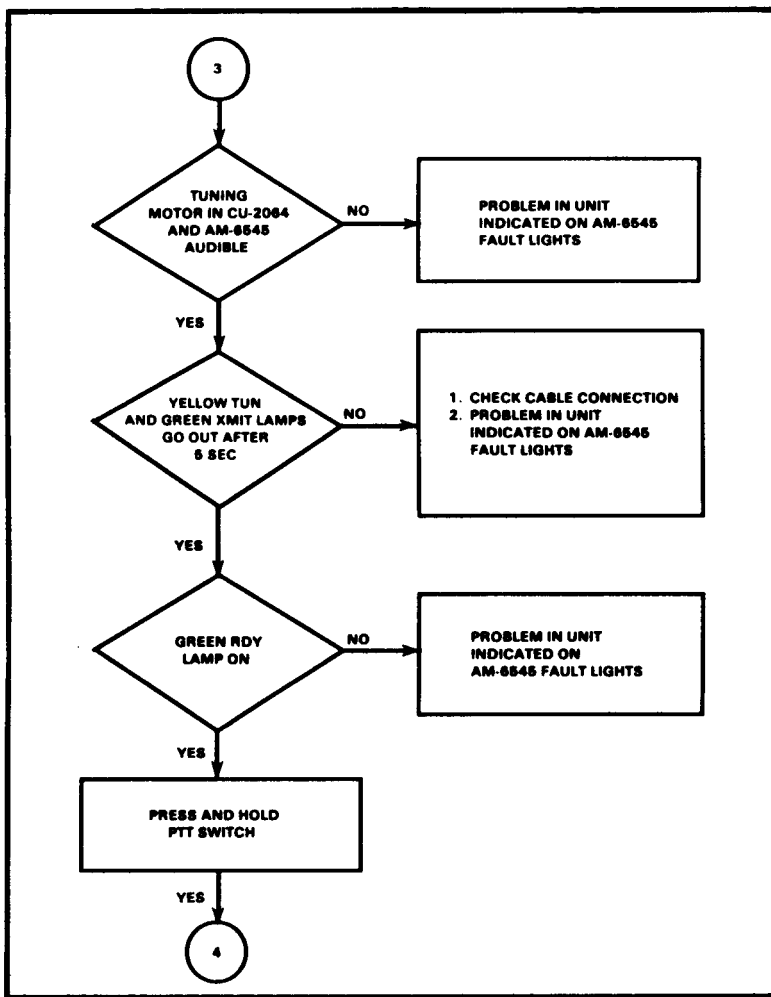 3
TUNING
MOTOR IN CU-2064
AND AM-6545
AUDIBLE
NO
PROBLEM IN UNIT
INDICATED ON AM-6545
FAULT LIGHTS
YES
YELLOW TUN
AND GREEN XMIT LAMPS
GO OUT AFTER
5 SEC
NO
1. CHECK CABLE CONNECTION
2. PROBLEM IN UNIT
INDICATED ON AM-6545
FAULT LIGHTS
YES
GREEN RDY
LAMP ON
NO
PROBLEM IN UNIT
INDICATED ON
AM-6545 FAULT LIGHTS
YES
PRESS AND HOLD
PTT SWITCH
YES
4